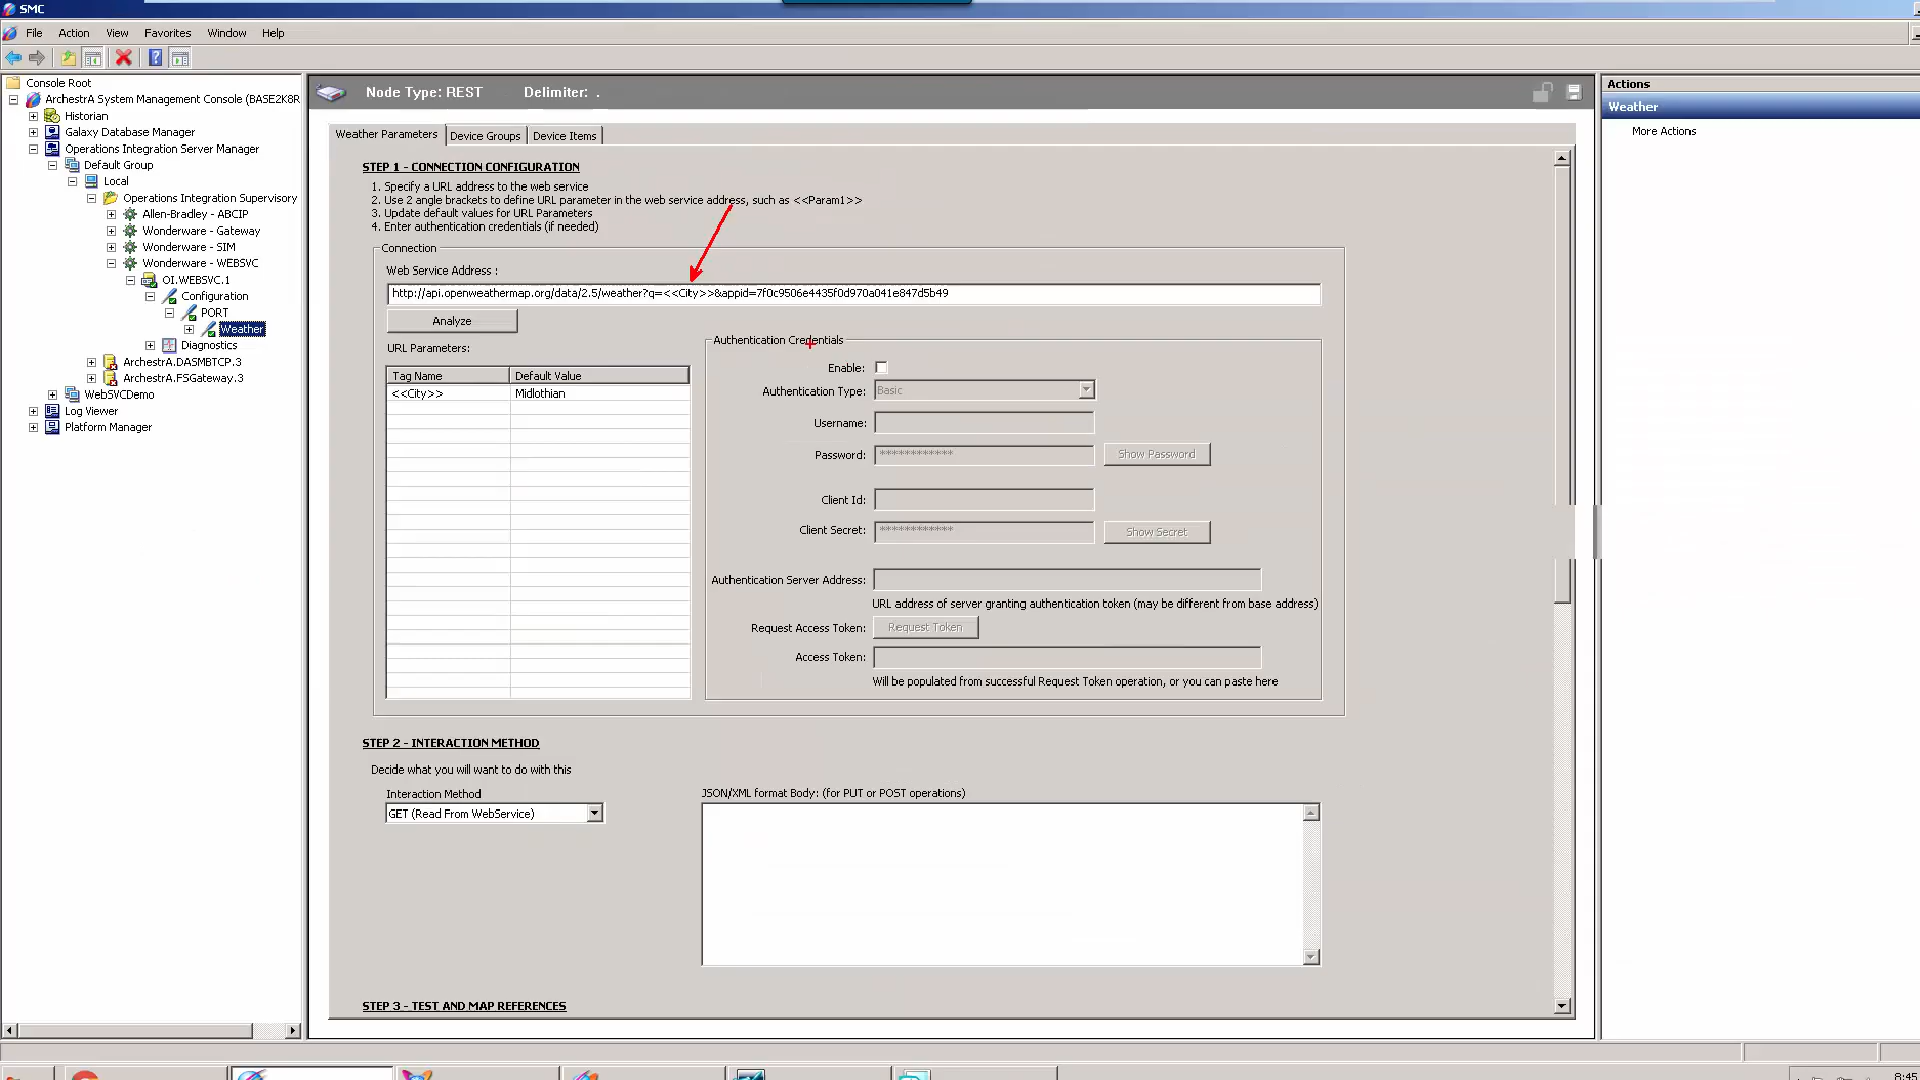 SMC
File Action View Favorites Window Help
Console Root
ArchestrA System Management Console (BASE2K8R
Historian
Galaxy Database Manager
Operations Integration Server Manager
Default Group
Local
Operations Integration Supervisory
Allen-Bradley - ABCIP
Wonderware - Gateway
Wonderware - SIM
Wonderware - WEBSVC
OI.WEBSVC.1
Configuration
PORT
Weather
Diagnostics
ArchestrA.DASMBTCP.3
ArchestrA.FSGateway.3
WebSVCDemo
Log Viewer
Platform Manager
Node Type: REST Delimiter: .
Weather Parameters Device Groups Device Items
STEP 1 - CONNECTION CONFIGURATION
1. Specify a URL address to the web service
2. Use 2 angle brackets to define URL parameter in the web service address, such as <<Param1>>
3. Update default values for URL Parameters
4. Enter authentication credentials (if needed)
Connection
Web Service Address :
http://api.openweathermap.org/data/2.5/weather?q=<<City>>&appid=7f0c9506e4435f0d970a041e847d5b49
Analyze
URL Parameters:
Tag Name Default Value
<<City>> Midlothian
Authentication Credentials
Enable:
Authentication Type: Basic
Username:
Password: ************ Show Password
Client Id:
Client Secret: ************ Show Secret
Authentication Server Address:
URL address of server granting authentication token (may be different from base address)
Request Access Token: Request Token
Access Token:
Will be populated from successful Request Token operation, or you can paste here
STEP 2 - INTERACTION METHOD
Decide what you will want to do with this
Interaction Method
GET (Read From WebService)
JSON/XML format Body: (for PUT or POST operations)
STEP 3 - TEST AND MAP REFERENCES
Actions
Weather
More Actions
8:45